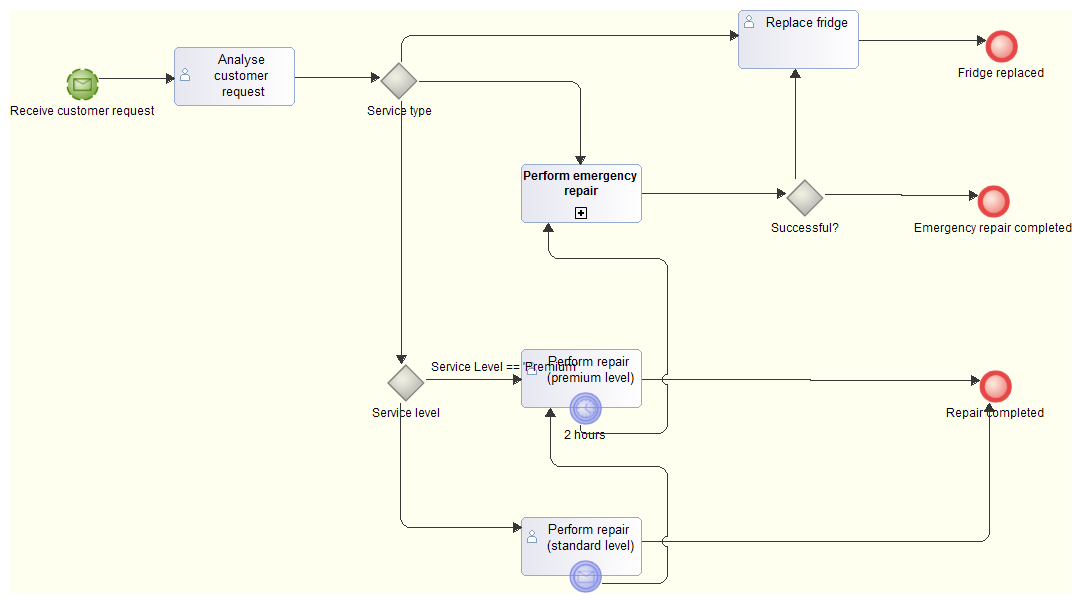 Replace fridge
Fridge replaced
Analyse
customer
request
Receive customer request
Service type
Perform emergency
repair
Successful?
Emergency repair completed
Service Level == 'Premium'
Perform repair
(premium level)
Service level
Repair completed
2 hours
Perform repair
(standard level)